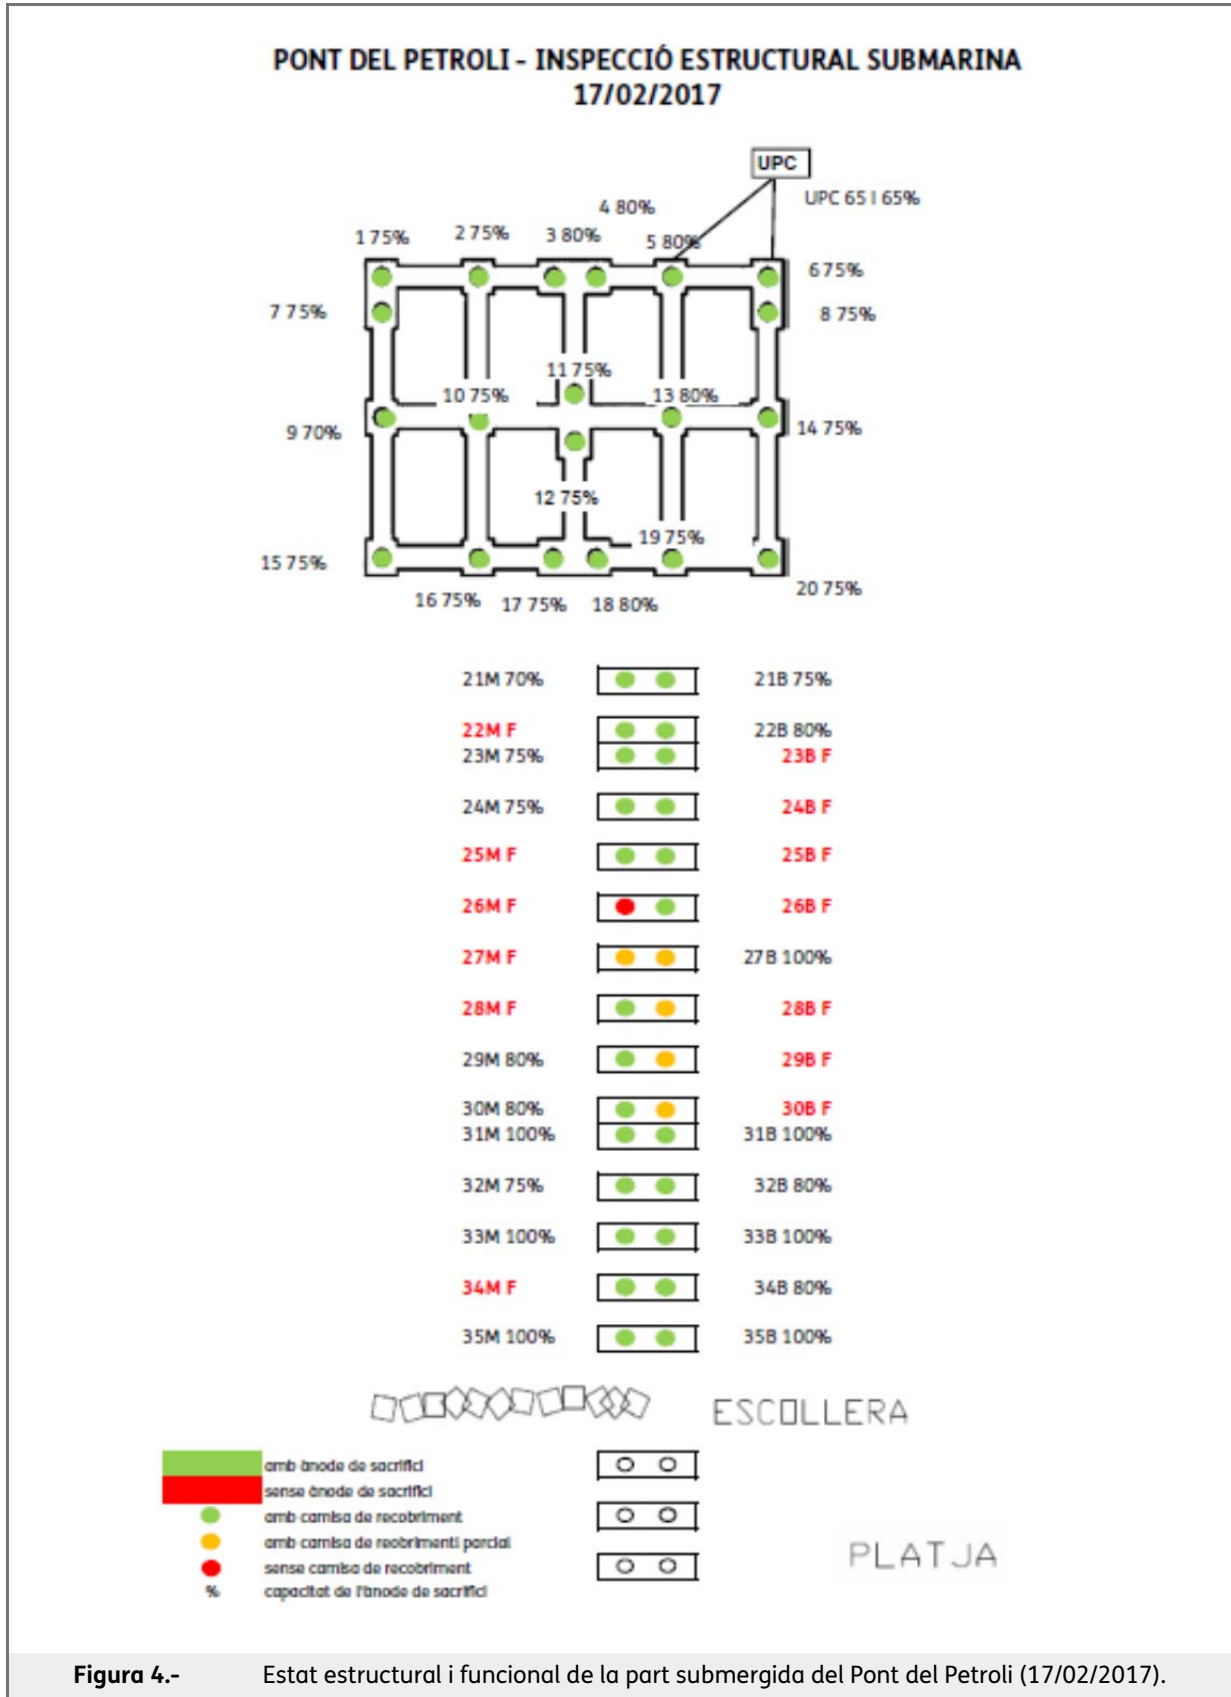 PONT DEL PETROLI - INSPECCIÓ ESTRUCTURAL SUBMARINA
17/02/2017
UPC
UPC 65 I 65%
4 80%
1 75%
2 75%
3 80%
5 80%
6 75%
7 75%
8 75%
11 75%
10 75%
13 80%
9 70%
14 75%
12 75%
19 75%
15 75%
20 75%
16 75%
17 75%
18 80%
21M 70%
21B 75%
22M F
22B 80%
23M 75%
23B F
24M 75%
24B F
25M F
25B F
26M F
26B F
27M F
27B 100%
28M F
28B F
29M 80%
29B F
30M 80%
30B F
31M 100%
31B 100%
32M 75%
32B 80%
33M 100%
33B 100%
34M F
34B 80%
35M 100%
35B 100%
ESCOLLERA
amb ànode de sacrifici
sense ànode de sacrifici
amb camisa de recobriment
amb camisa de reobrimenti parcial
sense camisa de recobriment
% capacitat de l'ànode de sacrifici
PLATJA
Figura 4.- Estat estructural i funcional de la part submergida del Pont del Petroli (17/02/2017).